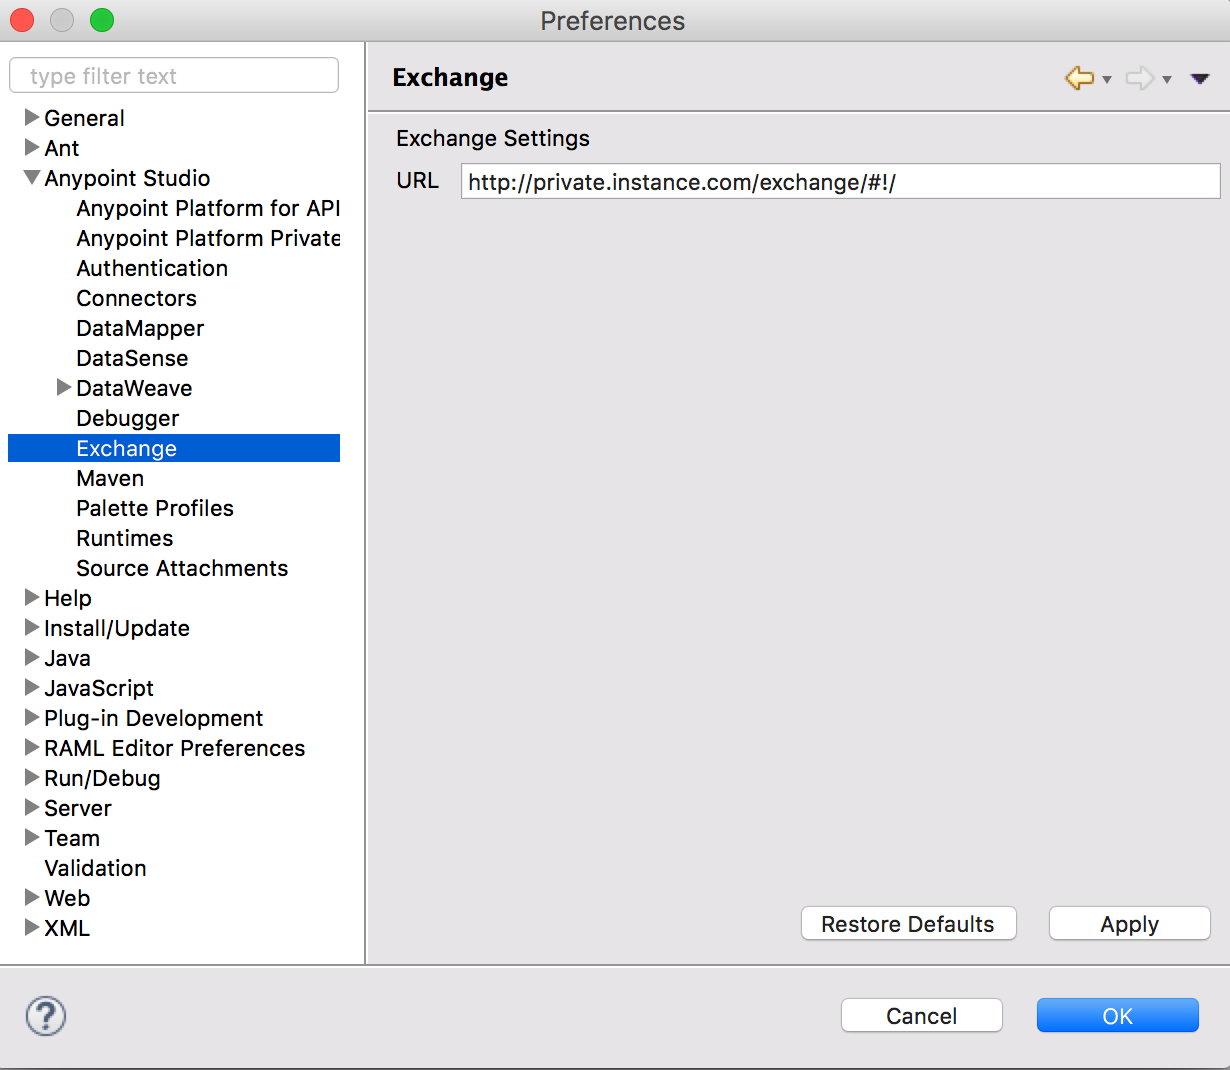 Preferences
type filter text
General
Ant
Anypoint Studio
Anypoint Platform for API
Anypoint Platform Private
Authentication
Connectors
DataMapper
DataSense
DataWeave
Debugger
Exchange
Maven
Palette Profiles
Runtimes
Source Attachments
Help
Install/Update
Java
JavaScript
Plug-in Development
RAML Editor Preferences
Run/Debug
Server
Team
Validation
Web
XML
Exchange
Exchange Settings
URL http://private.instance.com/exchange/#!/
Restore Defaults Apply
? Cancel OK